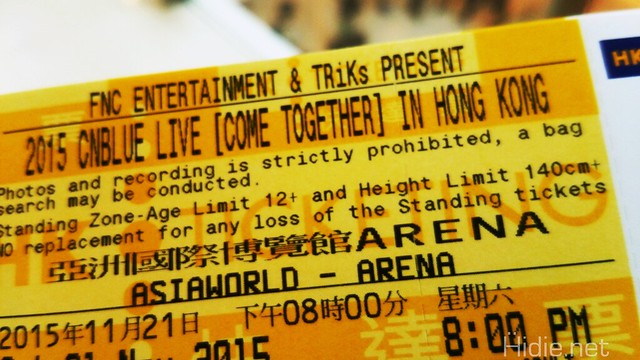 HK
FNC ENTERTAINMENT & TRiKs PRESENT
2015 CNBLUE LIVE [COME TOGETHER] IN HONG KONG
Photos and recording is strictly prohibited, a bag
search may be conducted.
Standing Zone-Age Limit 12+ and Height Limit 140cm+
NO replacement for any loss of the Standing tickets
亞洲國際博覽館ARENA
ASIAWORLD - ARENA
2015年11月21日 下午08時00分 星期六
21 Nov 2015 8:00 PM
Hidie.net